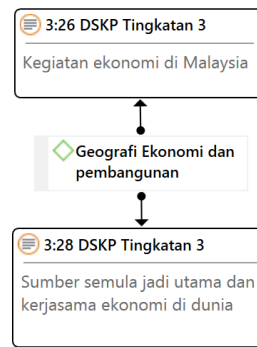 3:26 DSKP Tingkatan 3
Kegiatan ekonomi di Malaysia
Geografi Ekonomi dan
pembangunan
3:28 DSKP Tingkatan 3
Sumber semula jadi utama dan
kerjasama ekonomi di dunia